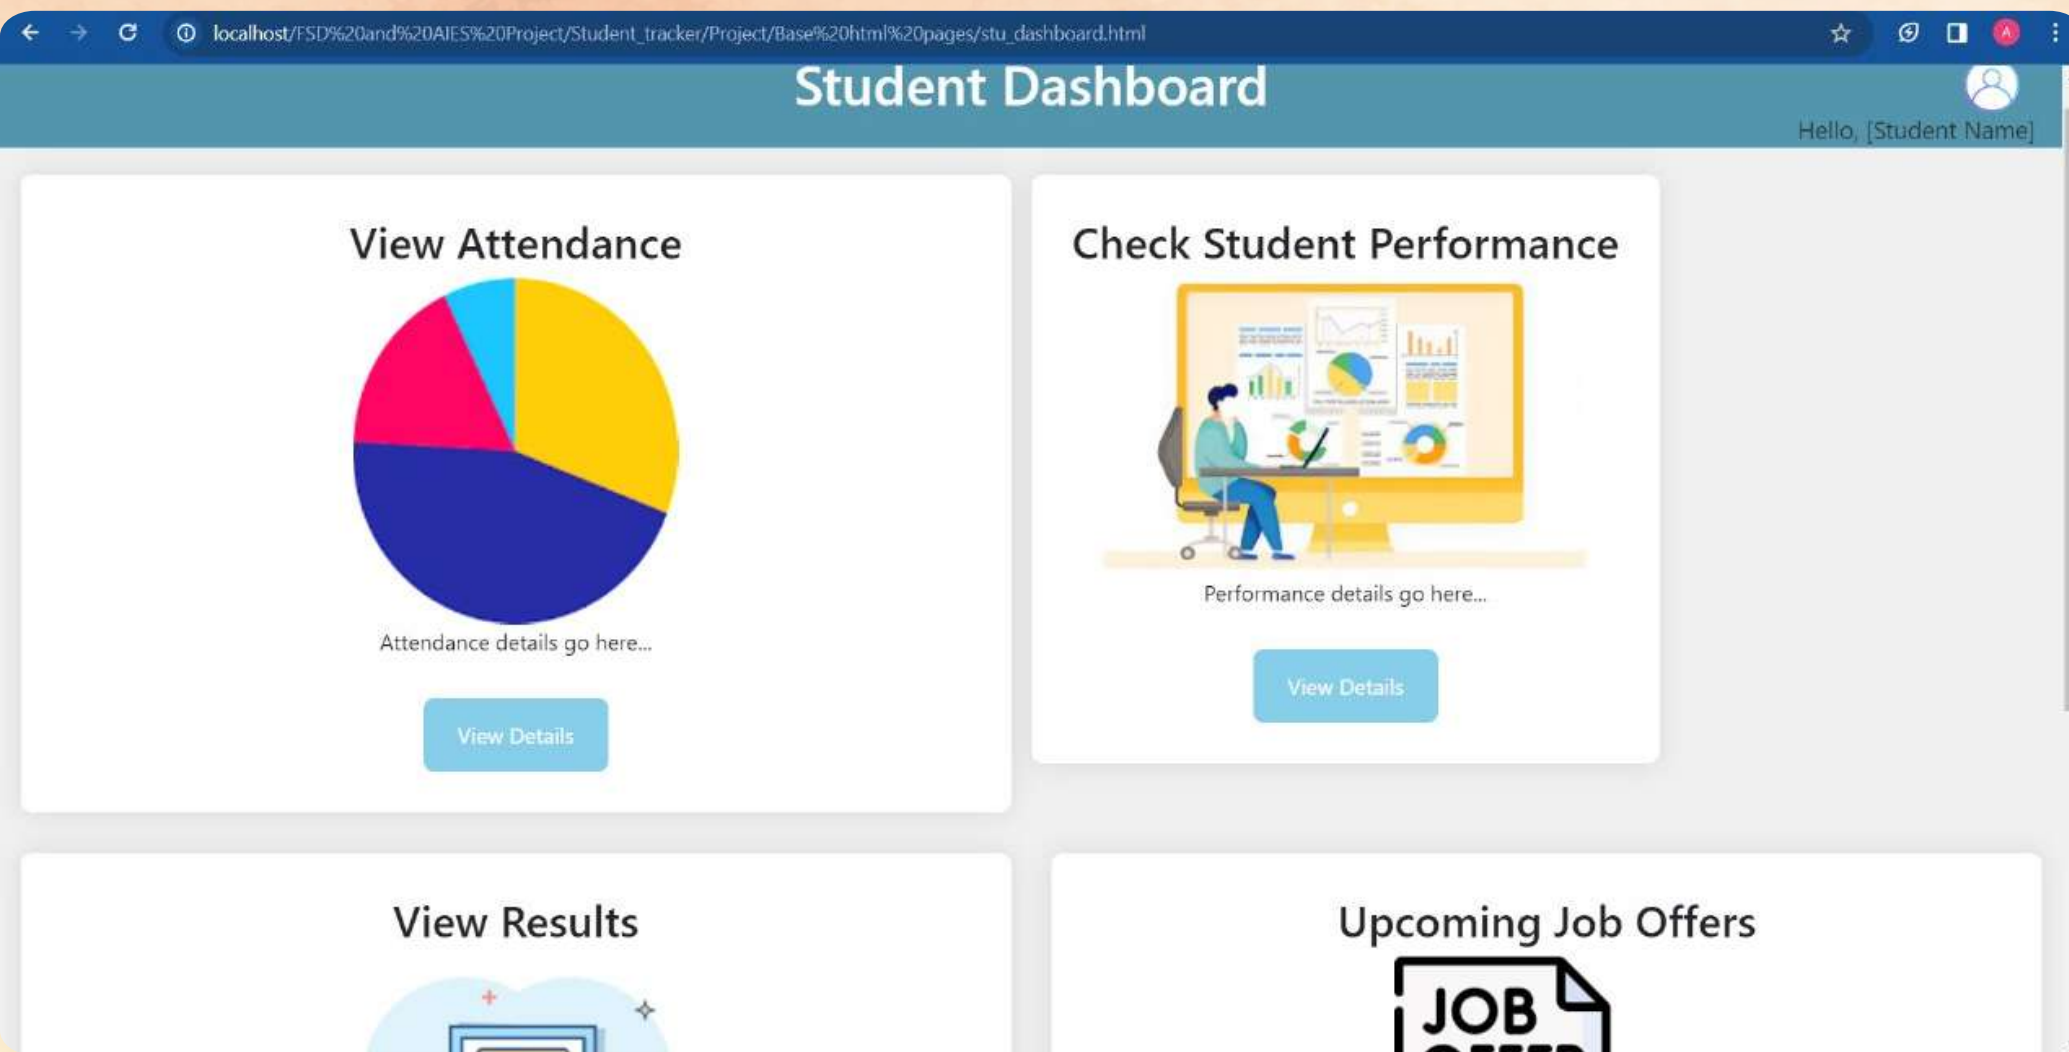 localhost/FSD%20and%20AIES%20Project/Student_tracker/Project/Base%20html%20pages/stu_dashboard.html
A
Student Dashboard
Hello, [Student Name]
View Attendance
Attendance details go here...
View Details
Check Student Performance
Performance details go here...
View Details
View Results
Upcoming Job Offers
JOB
OFFER